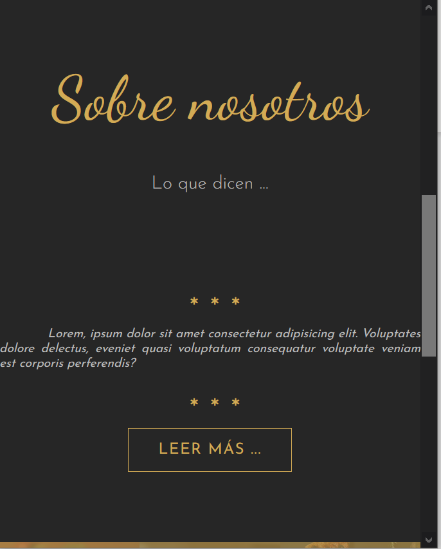 Sobre nosotros
Lo que dicen ...
* * *
Lorem, ipsum dolor sit amet consectetur adipisicing elit. Voluptates
dolore delectus, eveniet quasi voluptatum consequatur voluptate veniam
est corporis perferendis?
* * *
LEER MÁS ...